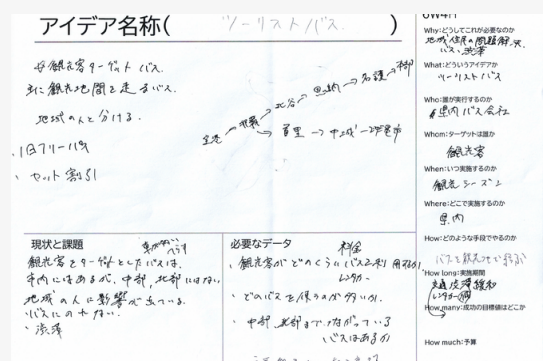 アイデア名称( ツーリストバス )
6W4H
Why:どうしてこれが必要なのか
地域住民の問題解決
バス、渋滞
What:どういうアイデアか
ツーリストバス
Who:誰が実行するのか
県内バス会社
Whom:ターゲットは誰か
観光客
When:いつ実施するのか
観光シーズン
Where:どこで実施するのか
県内
How:どのような手段でやるのか
How long:実施期間
交通渋滞緩和
How many:成功の目標値はどこか
How much:予算
観光客ターゲットバス
主に観光地間を走るバス。
地域の人と分ける。
・1日フリー
・セット割引
空港→那覇→北谷→恩納→名護→本部
首里→中城
現状と課題
観光客をターゲットとしたバスは、
市内にはあるが、中部、北部にはない
地域の人に影響が出ている。
バスにのれない。
・渋滞
必要なデータ
料金
・観光客がどのくらいバスを利用するか
レンタカー
・どのバスを使うのが多いか。
・中部、北部までつながっている
バスはあるか